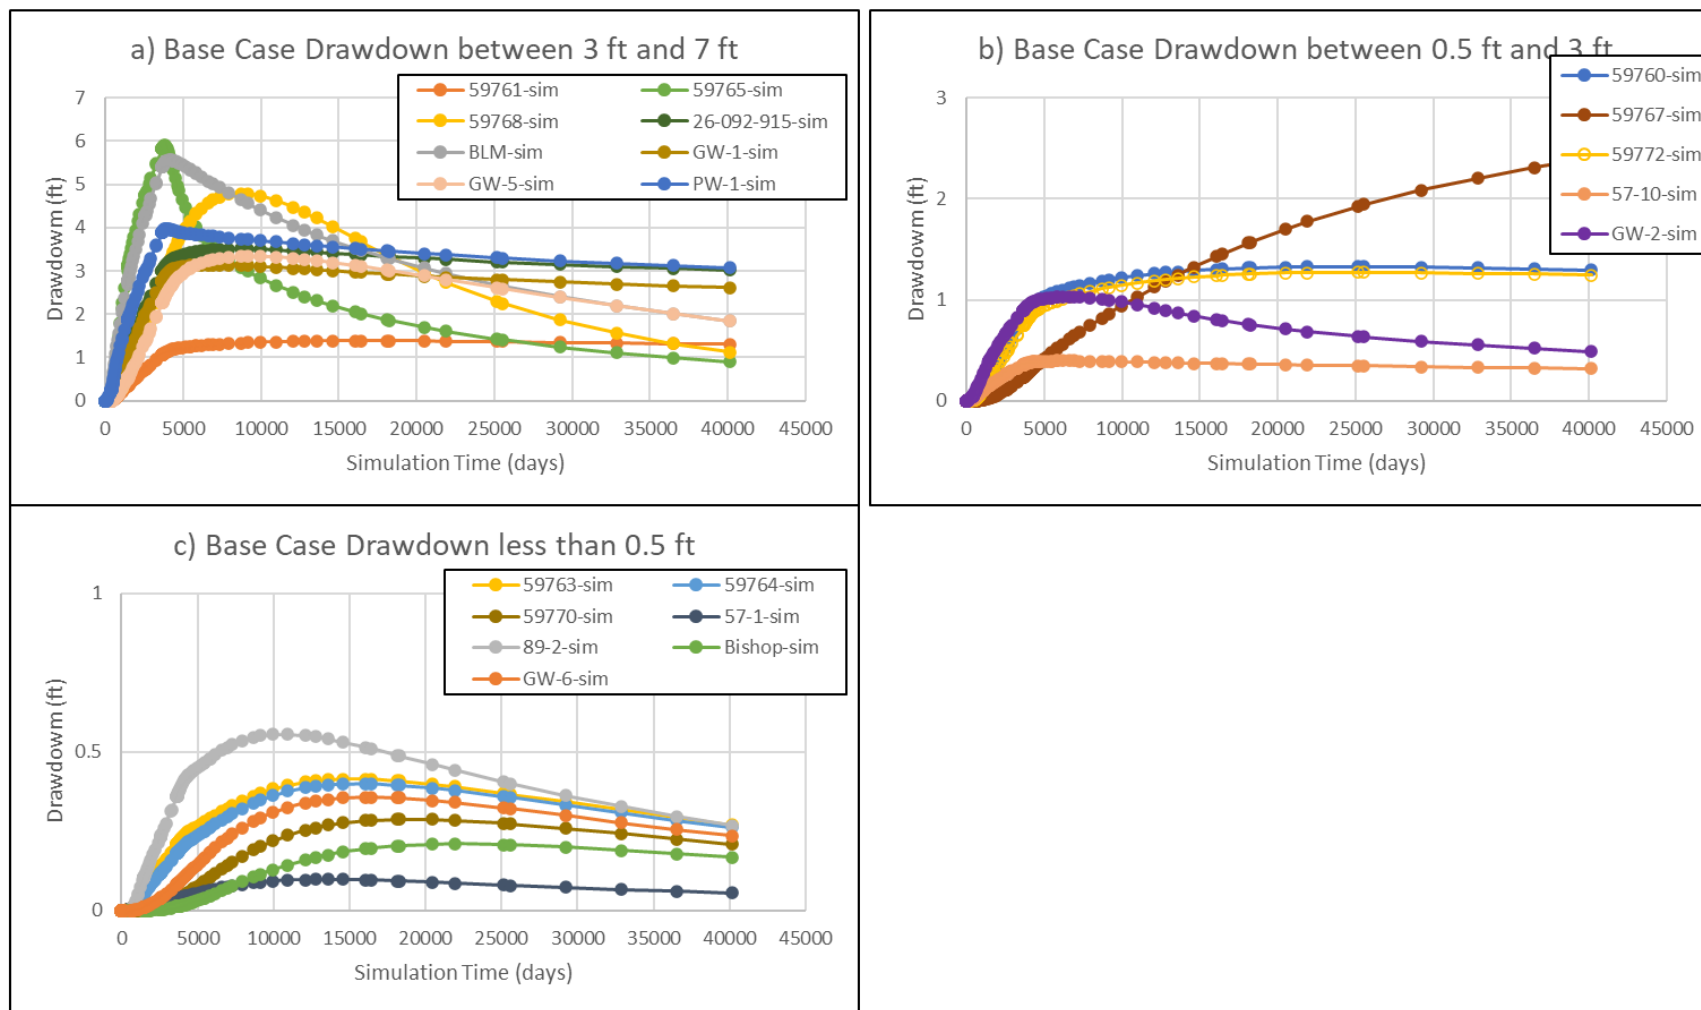 a) Base Case Drawdown between 3 ft and 7 ft
59761-sim 59765-sim
59768-sim 26-092-915-sim
BLM-sim GW-1-sim
GW-5-sim PW-1-sim
7
6
5
4
3
2
1
0
Drawdowm (ft)
0 5000 10000 15000 20000 25000 30000 35000 40000 45000
Simulation Time (days)
b) Base Case Drawdown between 0.5 ft and 3 ft
59760-sim
59767-sim
59772-sim
57-10-sim
GW-2-sim
3
2
1
0
Drawdowm (ft)
0 5000 10000 15000 20000 25000 30000 35000 40000 45000
Simulation Time (days)
c) Base Case Drawdown less than 0.5 ft
59763-sim 59764-sim
59770-sim 57-1-sim
89-2-sim Bishop-sim
GW-6-sim
1
0.5
0
Drawdowm (ft)
0 5000 10000 15000 20000 25000 30000 35000 40000 45000
Simulation Time (days)